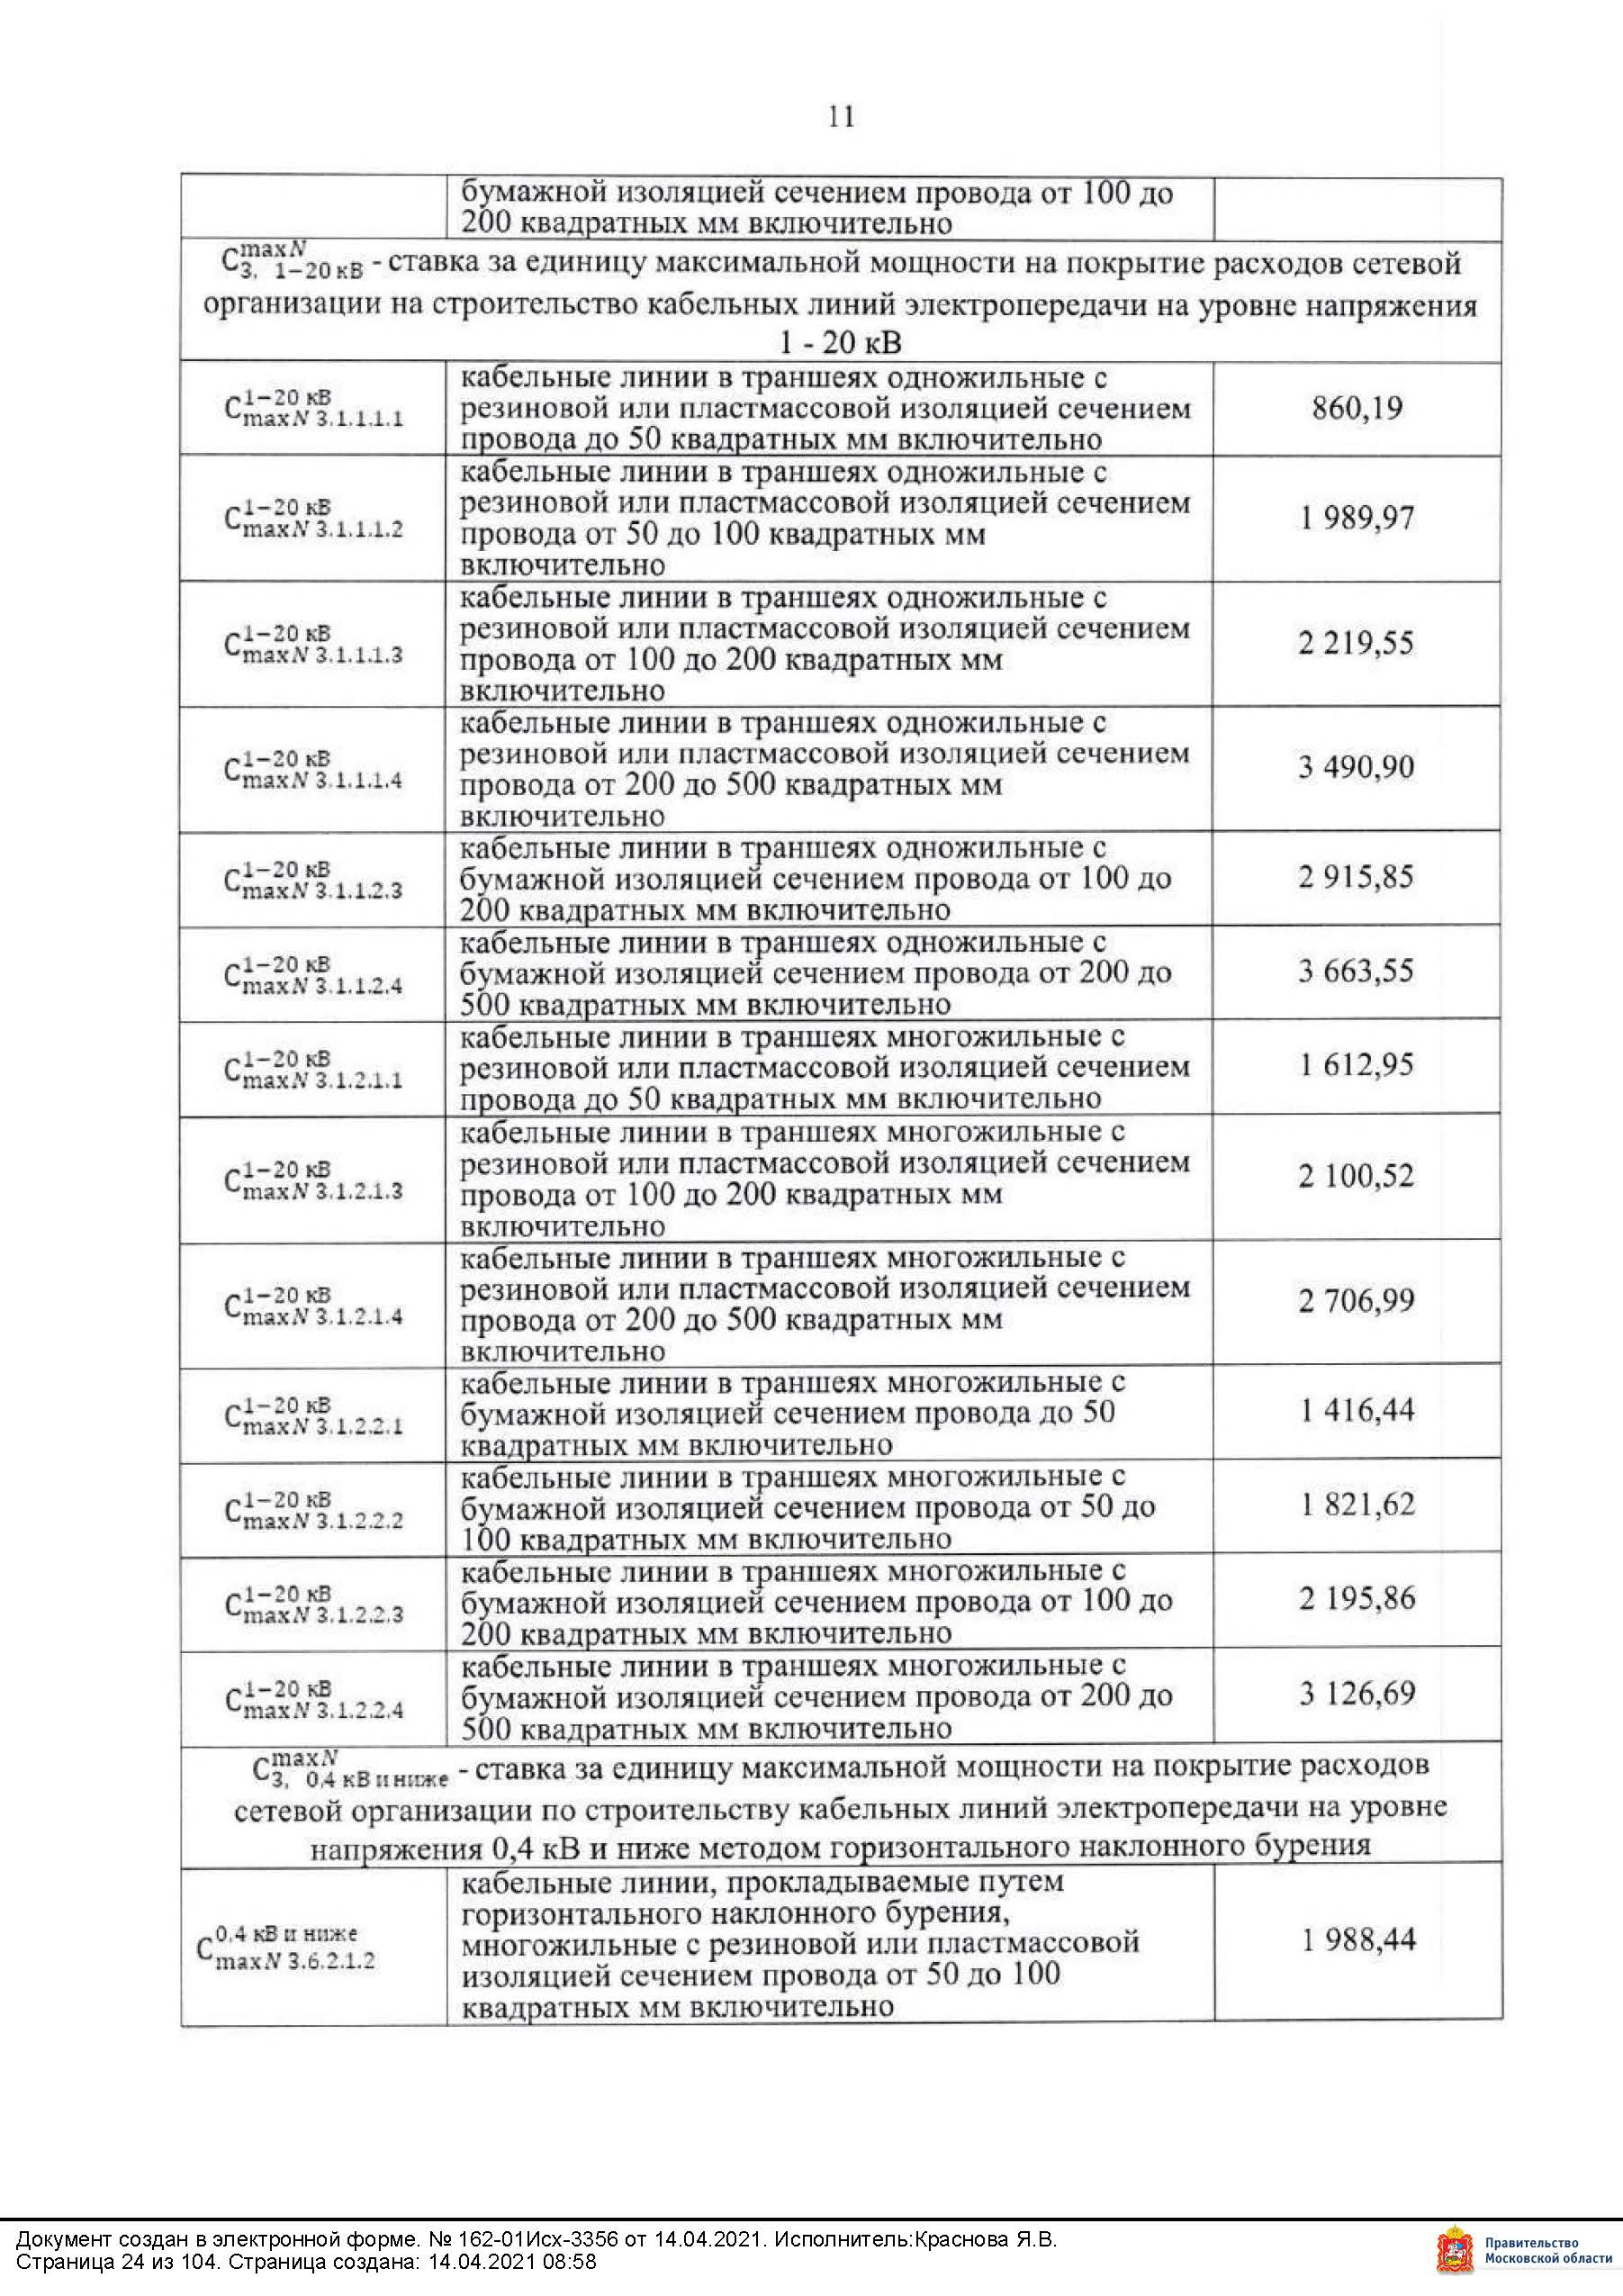 11
бумажной изоляцией сечением провода от 100 до
200 квадратных мм включительно
C maxN 3, 1–20 кВ - ставка за единицу максимальной мощности на покрытие расходов сетевой
организации на строительство кабельных линий электропередачи на уровне напряжения
1 - 20 кВ
C 1–20 кВ maxN 3.1.1.1.1
кабельные линии в траншеях одножильные с
резиновой или пластмассовой изоляцией сечением
провода до 50 квадратных мм включительно
860,19
C 1–20 кВ maxN 3.1.1.1.2
кабельные линии в траншеях одножильные с
резиновой или пластмассовой изоляцией сечением
провода от 50 до 100 квадратных мм
включительно
1 989,97
C 1–20 кВ maxN 3.1.1.1.3
кабельные линии в траншеях одножильные с
резиновой или пластмассовой изоляцией сечением
провода от 100 до 200 квадратных мм
включительно
2 219,55
C 1–20 кВ maxN 3.1.1.1.4
кабельные линии в траншеях одножильные с
резиновой или пластмассовой изоляцией сечением
провода от 200 до 500 квадратных мм
включительно
3 490,90
C 1–20 кВ maxN 3.1.1.2.3
кабельные линии в траншеях одножильные с
бумажной изоляцией сечением провода от 100 до
200 квадратных мм включительно
2 915,85
C 1–20 кВ maxN 3.1.1.2.4
кабельные линии в траншеях одножильные с
бумажной изоляцией сечением провода от 200 до
500 квадратных мм включительно
3 663,55
C 1–20 кВ maxN 3.1.2.1.1
кабельные линии в траншеях многожильные с
резиновой или пластмассовой изоляцией сечением
провода до 50 квадратных мм включительно
1 612,95
C 1–20 кВ maxN 3.1.2.1.3
кабельные линии в траншеях многожильные с
резиновой или пластмассовой изоляцией сечением
провода от 100 до 200 квадратных мм
включительно
2 100,52
C 1–20 кВ maxN 3.1.2.1.4
кабельные линии в траншеях многожильные с
резиновой или пластмассовой изоляцией сечением
провода от 200 до 500 квадратных мм
включительно
2 706,99
C 1–20 кВ maxN 3.1.2.2.1
кабельные линии в траншеях многожильные с
бумажной изоляцией сечением провода до 50
квадратных мм включительно
1 416,44
C 1–20 кВ maxN 3.1.2.2.2
кабельные линии в траншеях многожильные с
бумажной изоляцией сечением провода от 50 до
100 квадратных мм включительно
1 821,62
C 1–20 кВ maxN 3.1.2.2.3
кабельные линии в траншеях многожильные с
бумажной изоляцией сечением провода от 100 до
200 квадратных мм включительно
2 195,86
C 1–20 кВ maxN 3.1.2.2.4
кабельные линии в траншеях многожильные с
бумажной изоляцией сечением провода от 200 до
500 квадратных мм включительно
3 126,69
C maxN 3, 0,4 кВ и ниже - ставка за единицу максимальной мощности на покрытие расходов
сетевой организации по строительству кабельных линий электропередачи на уровне
напряжения 0,4 кВ и ниже методом горизонтального наклонного бурения
C 0.4 кВ и ниже maxN 3.6.2.1.2
кабельные линии, прокладываемые путем
горизонтального наклонного бурения,
многожильные с резиновой или пластмассовой
изоляцией сечением провода от 50 до 100
квадратных мм включительно
1 988,44
Документ создан в электронной форме. № 162-01Исх-3356 от 14.04.2021. Исполнитель:Краснова Я.В.
Страница 24 из 104. Страница создана: 14.04.2021 08:58
Правительство
Московской области